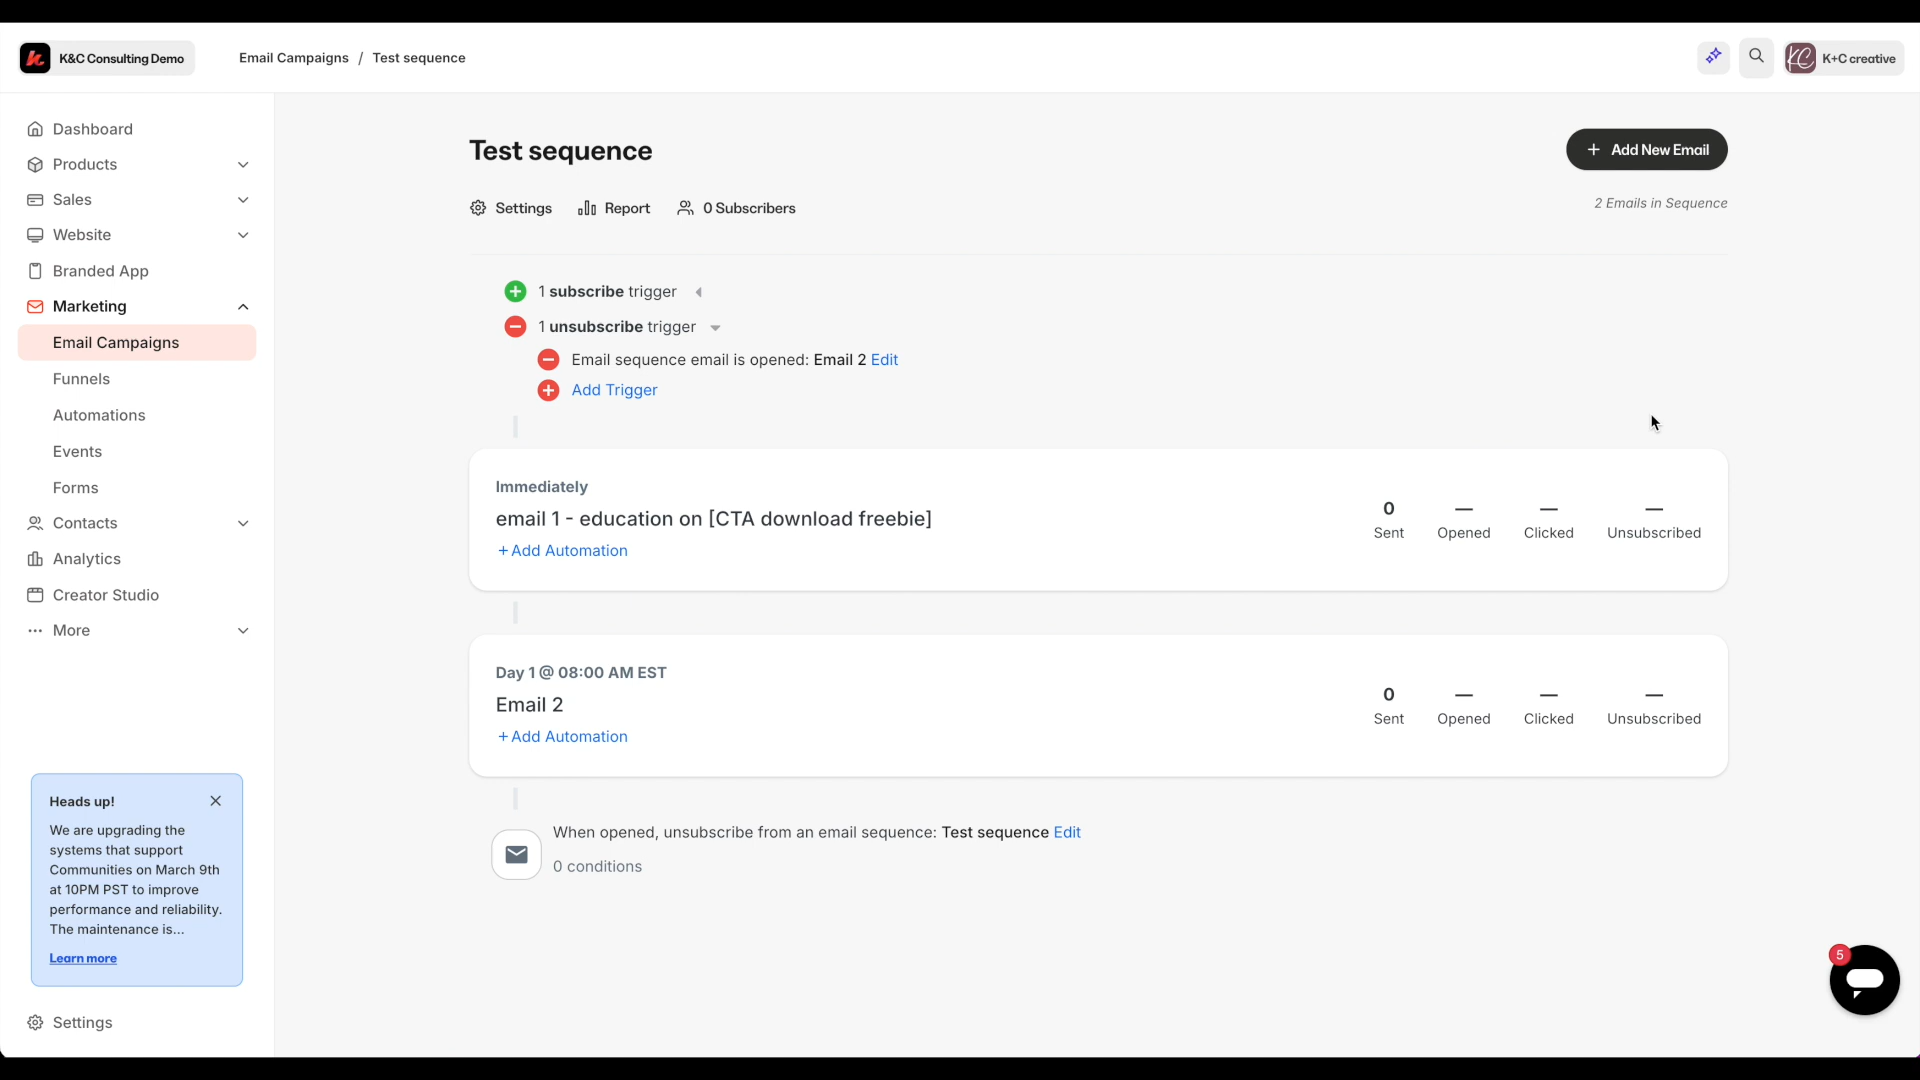 K&C Consulting Demo
Email Campaigns / Test sequence
K+C creative
Dashboard
Products
Sales
Website
Branded App
Marketing
Email Campaigns
Funnels
Automations
Events
Forms
Contacts
Analytics
Creator Studio
More
Heads up!
We are upgrading the
systems that support
Communities on March 9th
at 10PM PST to improve
performance and reliability.
The maintenance is...
Learn more
Settings
Test sequence
+ Add New Email
Settings
Report
0 Subscribers
2 Emails in Sequence
1 subscribe trigger
1 unsubscribe trigger
Email sequence email is opened: Email 2 Edit
Add Trigger
Immediately
email 1 - education on [CTA download freebie]
+ Add Automation
0 — — —
Sent Opened Clicked Unsubscribed
Day 1 @ 08:00 AM EST
Email 2
+ Add Automation
0 — — —
Sent Opened Clicked Unsubscribed
When opened, unsubscribe from an email sequence: Test sequence Edit
0 conditions
5